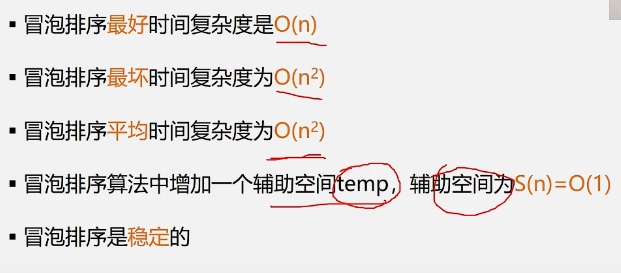 ▪ 冒泡排序最好时间复杂度是O(n)
▪ 冒泡排序最坏时间复杂度为O(n²)
▪ 冒泡排序平均时间复杂度为O(n²)
▪ 冒泡排序算法中增加一个辅助空间temp，辅助空间为S(n)=O(1)
▪ 冒泡排序是稳定的